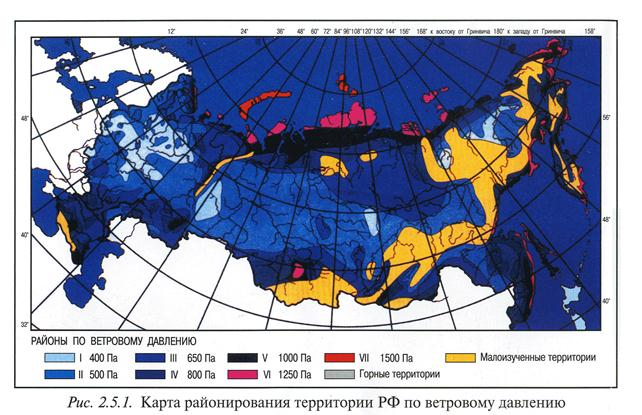 12° 24° 36° 48° 60° 72° 84° 96° 108° 120° 132° 144° 156° 168° к востоку от Гринвича 180° к западу от Гринвича 158°
48° 56°
40° 48°
32° 40°
РАЙОНЫ ПО ВЕТРОВОМУ ДАВЛЕНИЮ
I 400 Па III 650 Па V 1000 Па VII 1500 Па Малоизученные территории
II 500 Па IV 800 Па VI 1250 Па Горные территории
Рис. 2.5.1. Карта районирования территории РФ по ветровому давлению